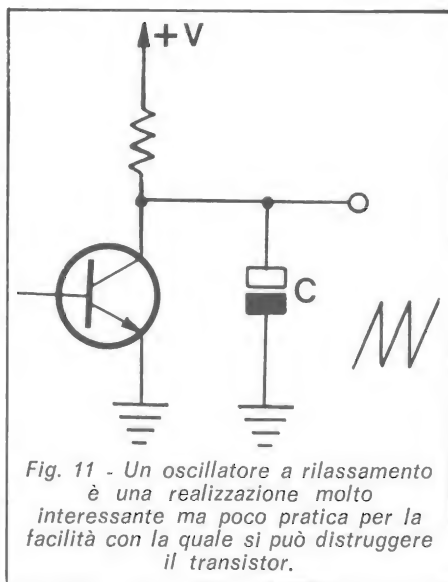 +V
C
Fig. 11 - Un oscillatore a rilassamento
è una realizzazione molto
interessante ma poco pratica per la
facilità con la quale si può distruggere
il transistor.